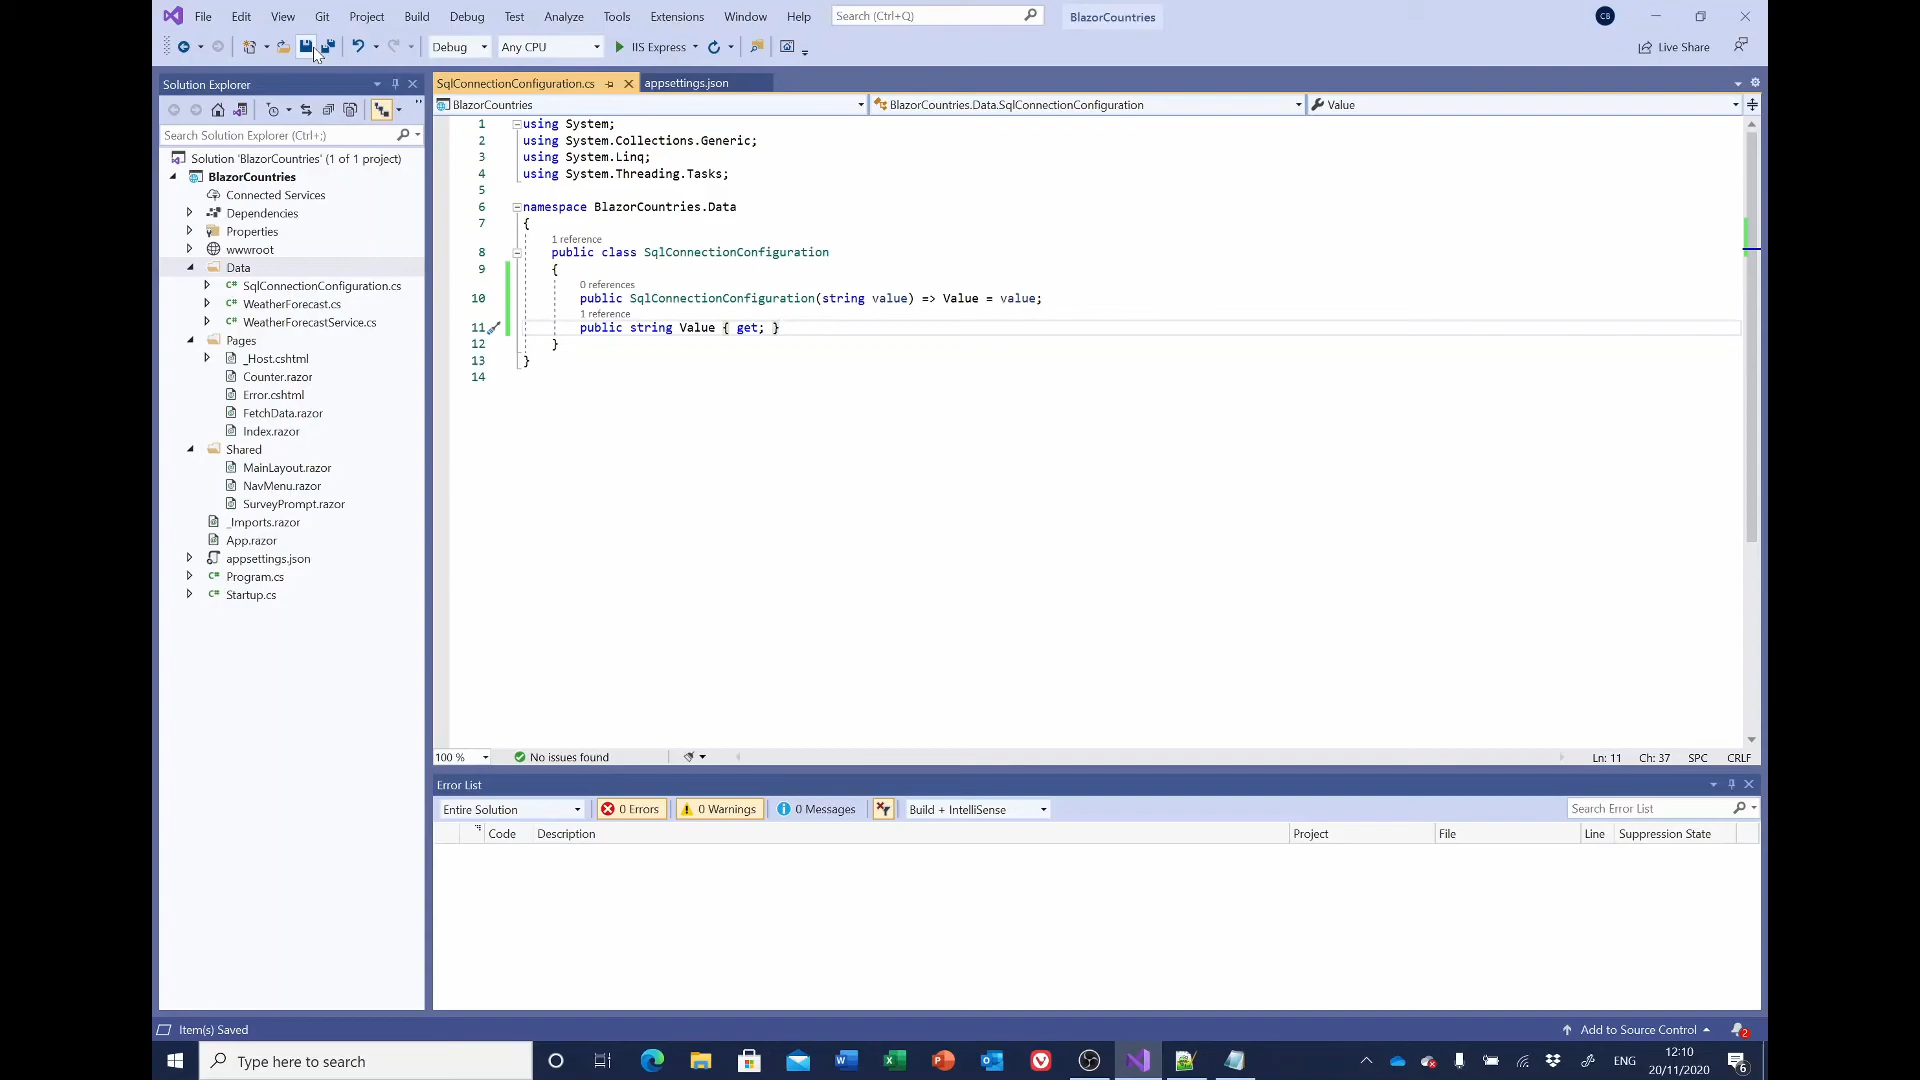 File Edit View Git Project Build Debug Test Analyze Tools Extensions Window Help Search (Ctrl+Q) BlazorCountries CB
Debug Any CPU IIS Express Live Share
Solution Explorer
Search Solution Explorer (Ctrl+;)
Solution 'BlazorCountries' (1 of 1 project)
BlazorCountries
Connected Services
Dependencies
Properties
wwwroot
Data
SqlConnectionConfiguration.cs
WeatherForecast.cs
WeatherForecastService.cs
Pages
_Host.cshtml
Counter.razor
Error.cshtml
FetchData.razor
Index.razor
Shared
MainLayout.razor
NavMenu.razor
SurveyPrompt.razor
_Imports.razor
App.razor
appsettings.json
Program.cs
Startup.cs
SqlConnectionConfiguration.cs appsettings.json
BlazorCountries BlazorCountries.Data.SqlConnectionConfiguration Value
1 using System;
2 using System.Collections.Generic;
3 using System.Linq;
4 using System.Threading.Tasks;
5
6 namespace BlazorCountries.Data
7 {
1 reference
8 public class SqlConnectionConfiguration
9 {
0 references
10 public SqlConnectionConfiguration(string value) => Value = value;
1 reference
11 public string Value { get; }
12 }
13 }
14
100 % No issues found Ln: 11 Ch: 37 SPC CRLF
Error List
Entire Solution 0 Errors 0 Warnings 0 Messages Build + IntelliSense Search Error List
Code Description Project File Line Suppression State
Item(s) Saved Add to Source Control 2
Type here to search ENG 12:10
20/11/2020 6